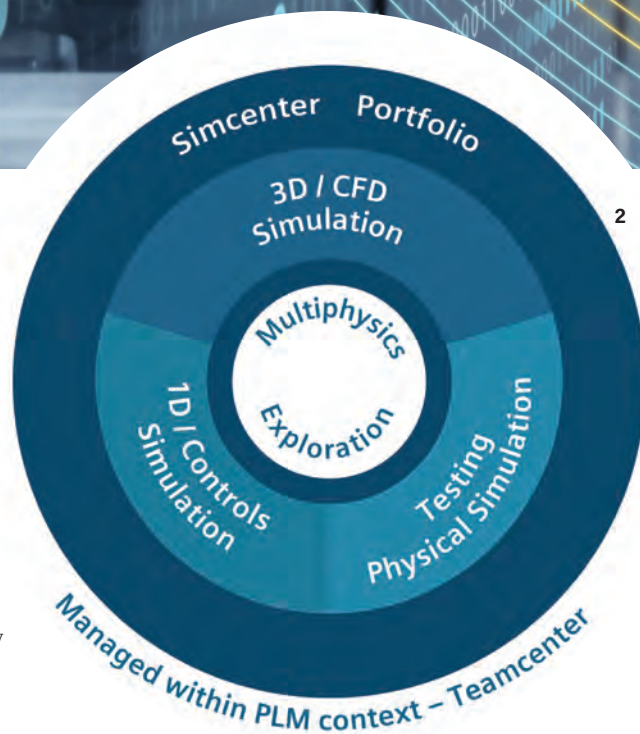 Simcenter Portfolio
3D / CFD
Simulation
2
Multiphysics
Exploration
1D / Controls
Simulation
Testing
Physical Simulation
Managed within PLM context – Teamcenter